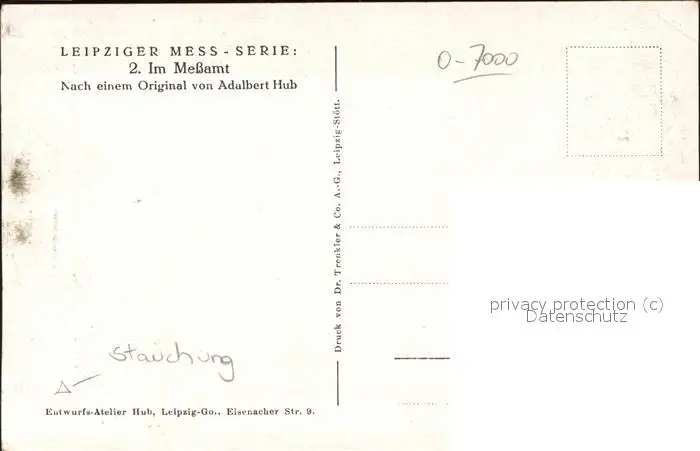 LEIPZIGER MESS-SERIE:
2. Im Meßamt
Nach einem Original von Adalbert Hub
O-7000
Druck von Dr. Trenkler & Co. A.-G., Leipzig-Stött.
privacy protection (c)
Datenschutz
Stauchung
Entwurfs-Atelier Hub, Leipzig-Go., Eisenacher Str. 9.